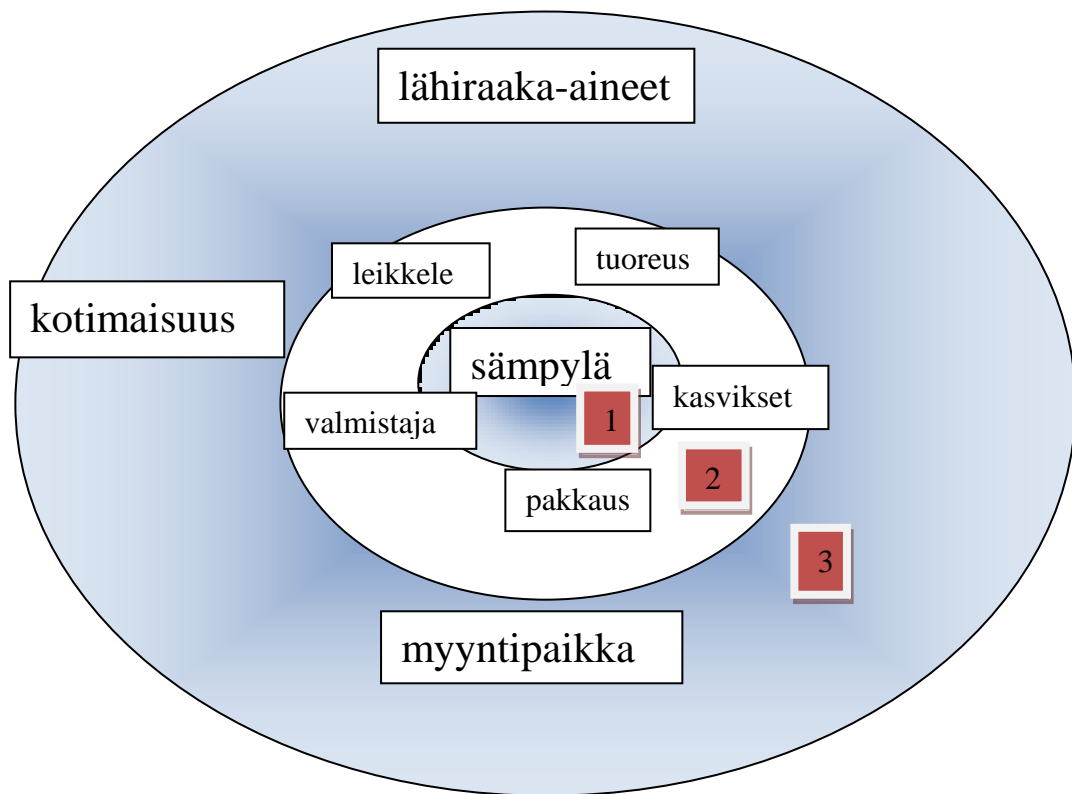 lähiraaka-aineet
leikkele
tuoreus
kotimaisuus
sämpylä
kasvikset
valmistaja
1
2
pakkaus
3
myyntipaikka